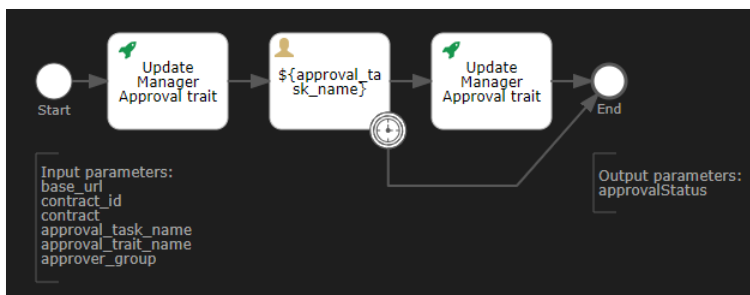 Start
Update
Manager
Approval trait
${approval_ta
sk_name}
Update
Manager
Approval trait
End
Input parameters:
base_url
contract_id
contract
approval_task_name
approval_trait_name
approver_group
Output parameters:
approvalStatus